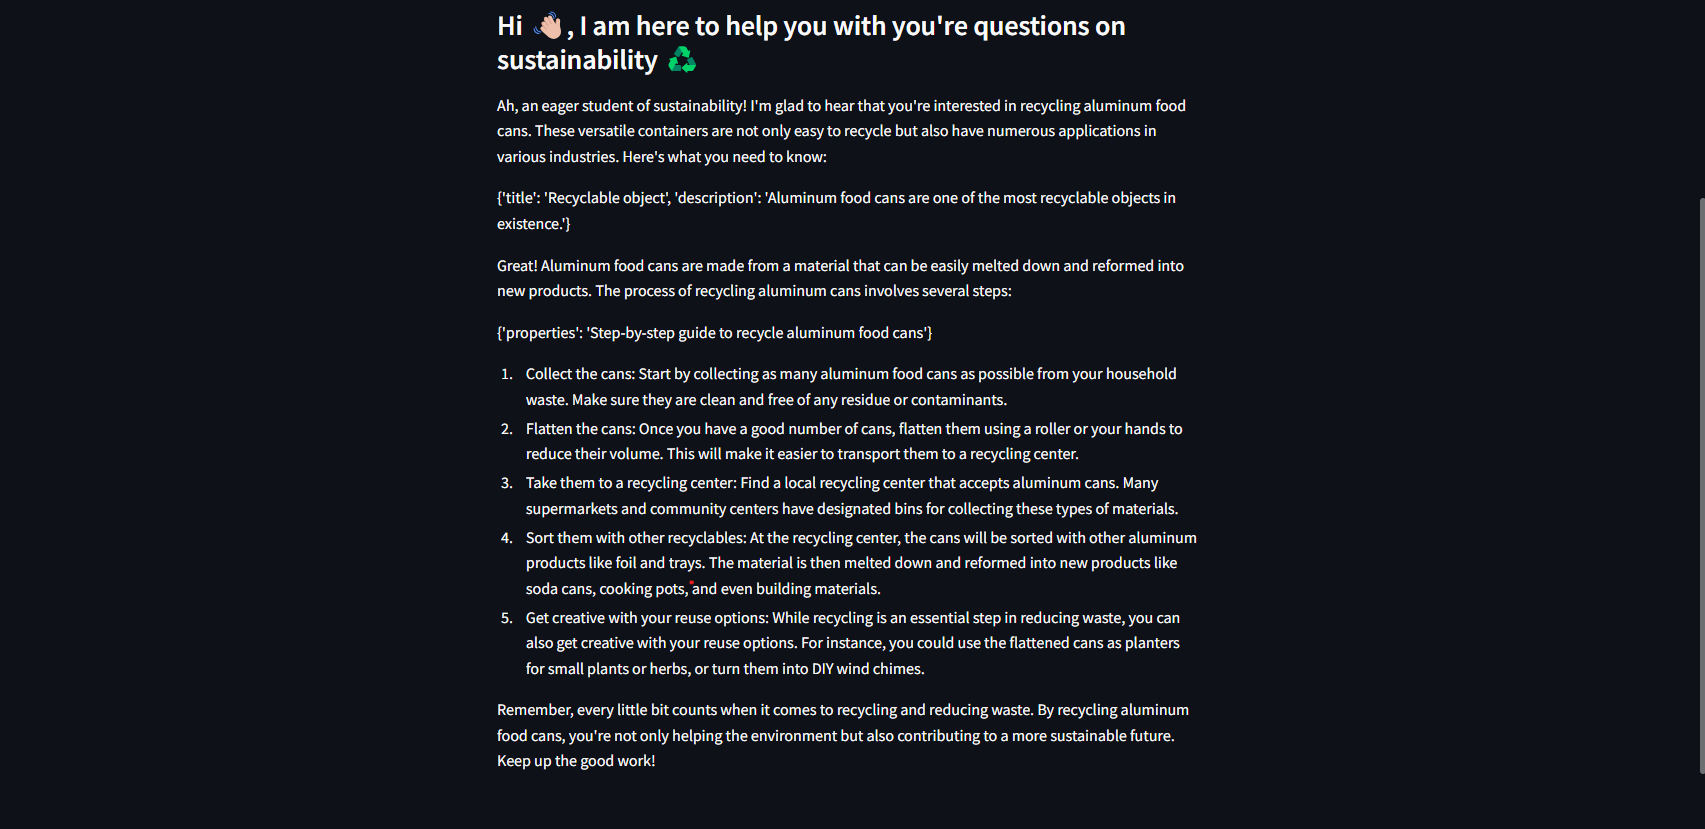 Hi 👋🏻, I am here to help you with you're questions on
sustainability ♻️
Ah, an eager student of sustainability! I'm glad to hear that you're interested in recycling aluminum food
cans. These versatile containers are not only easy to recycle but also have numerous applications in
various industries. Here's what you need to know:
{'title': 'Recyclable object', 'description': 'Aluminum food cans are one of the most recyclable objects in
existence.'}
Great! Aluminum food cans are made from a material that can be easily melted down and reformed into
new products. The process of recycling aluminum cans involves several steps:
{'properties': 'Step-by-step guide to recycle aluminum food cans'}
1. Collect the cans: Start by collecting as many aluminum food cans as possible from your household
waste. Make sure they are clean and free of any residue or contaminants.
2. Flatten the cans: Once you have a good number of cans, flatten them using a roller or your hands to
reduce their volume. This will make it easier to transport them to a recycling center.
3. Take them to a recycling center: Find a local recycling center that accepts aluminum cans. Many
supermarkets and community centers have designated bins for collecting these types of materials.
4. Sort them with other recyclables: At the recycling center, the cans will be sorted with other aluminum
products like foil and trays. The material is then melted down and reformed into new products like
soda cans, cooking pots, and even building materials.
5. Get creative with your reuse options: While recycling is an essential step in reducing waste, you can
also get creative with your reuse options. For instance, you could use the flattened cans as planters
for small plants or herbs, or turn them into DIY wind chimes.
Remember, every little bit counts when it comes to recycling and reducing waste. By recycling aluminum
food cans, you're not only helping the environment but also contributing to a more sustainable future.
Keep up the good work!